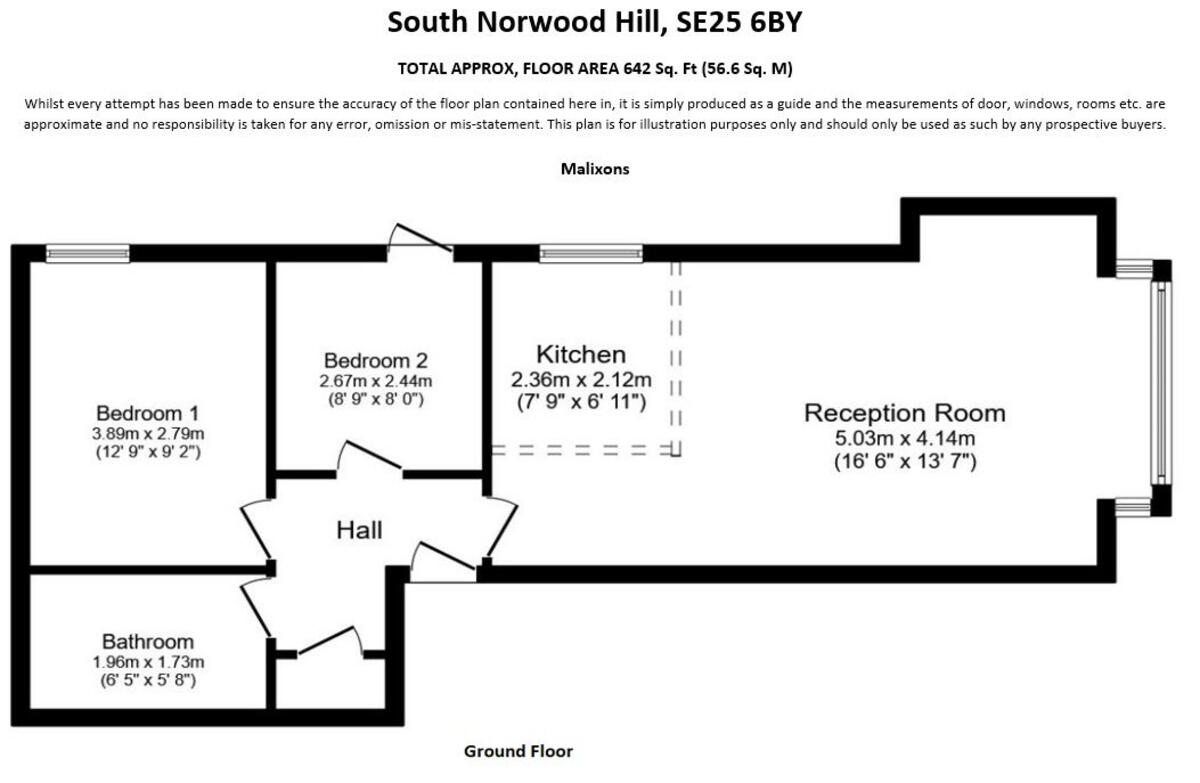 South Norwood Hill, SE25 6BY
TOTAL APPROX, FLOOR AREA 642 Sq. Ft (56.6 Sq. M)
Whilst every attempt has been made to ensure the accuracy of the floor plan contained here in, it is simply produced as a guide and the measurements of door, windows, rooms etc. are
approximate and no responsibility is taken for any error, omission or mis-statement. This plan is for illustration purposes only and should only be used as such by any prospective buyers.
Malixons
Bedroom 1
3.89m x 2.79m
(12' 9" x 9' 2")
Bedroom 2
2.67m x 2.44m
(8' 9" x 8' 0")
Kitchen
2.36m x 2.12m
(7' 9" x 6' 11")
Reception Room
5.03m x 4.14m
(16' 6" x 13' 7")
Hall
Bathroom
1.96m x 1.73m
(6' 5" x 5' 8")
Ground Floor